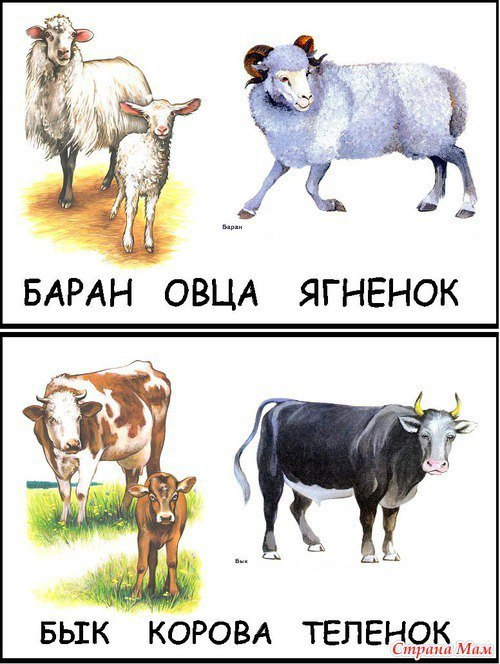 Баран
БАРАН ОВЦА ЯГНЕНОК
Бык
БЫК КОРОВА ТЕЛЕНОК
Страна Мам